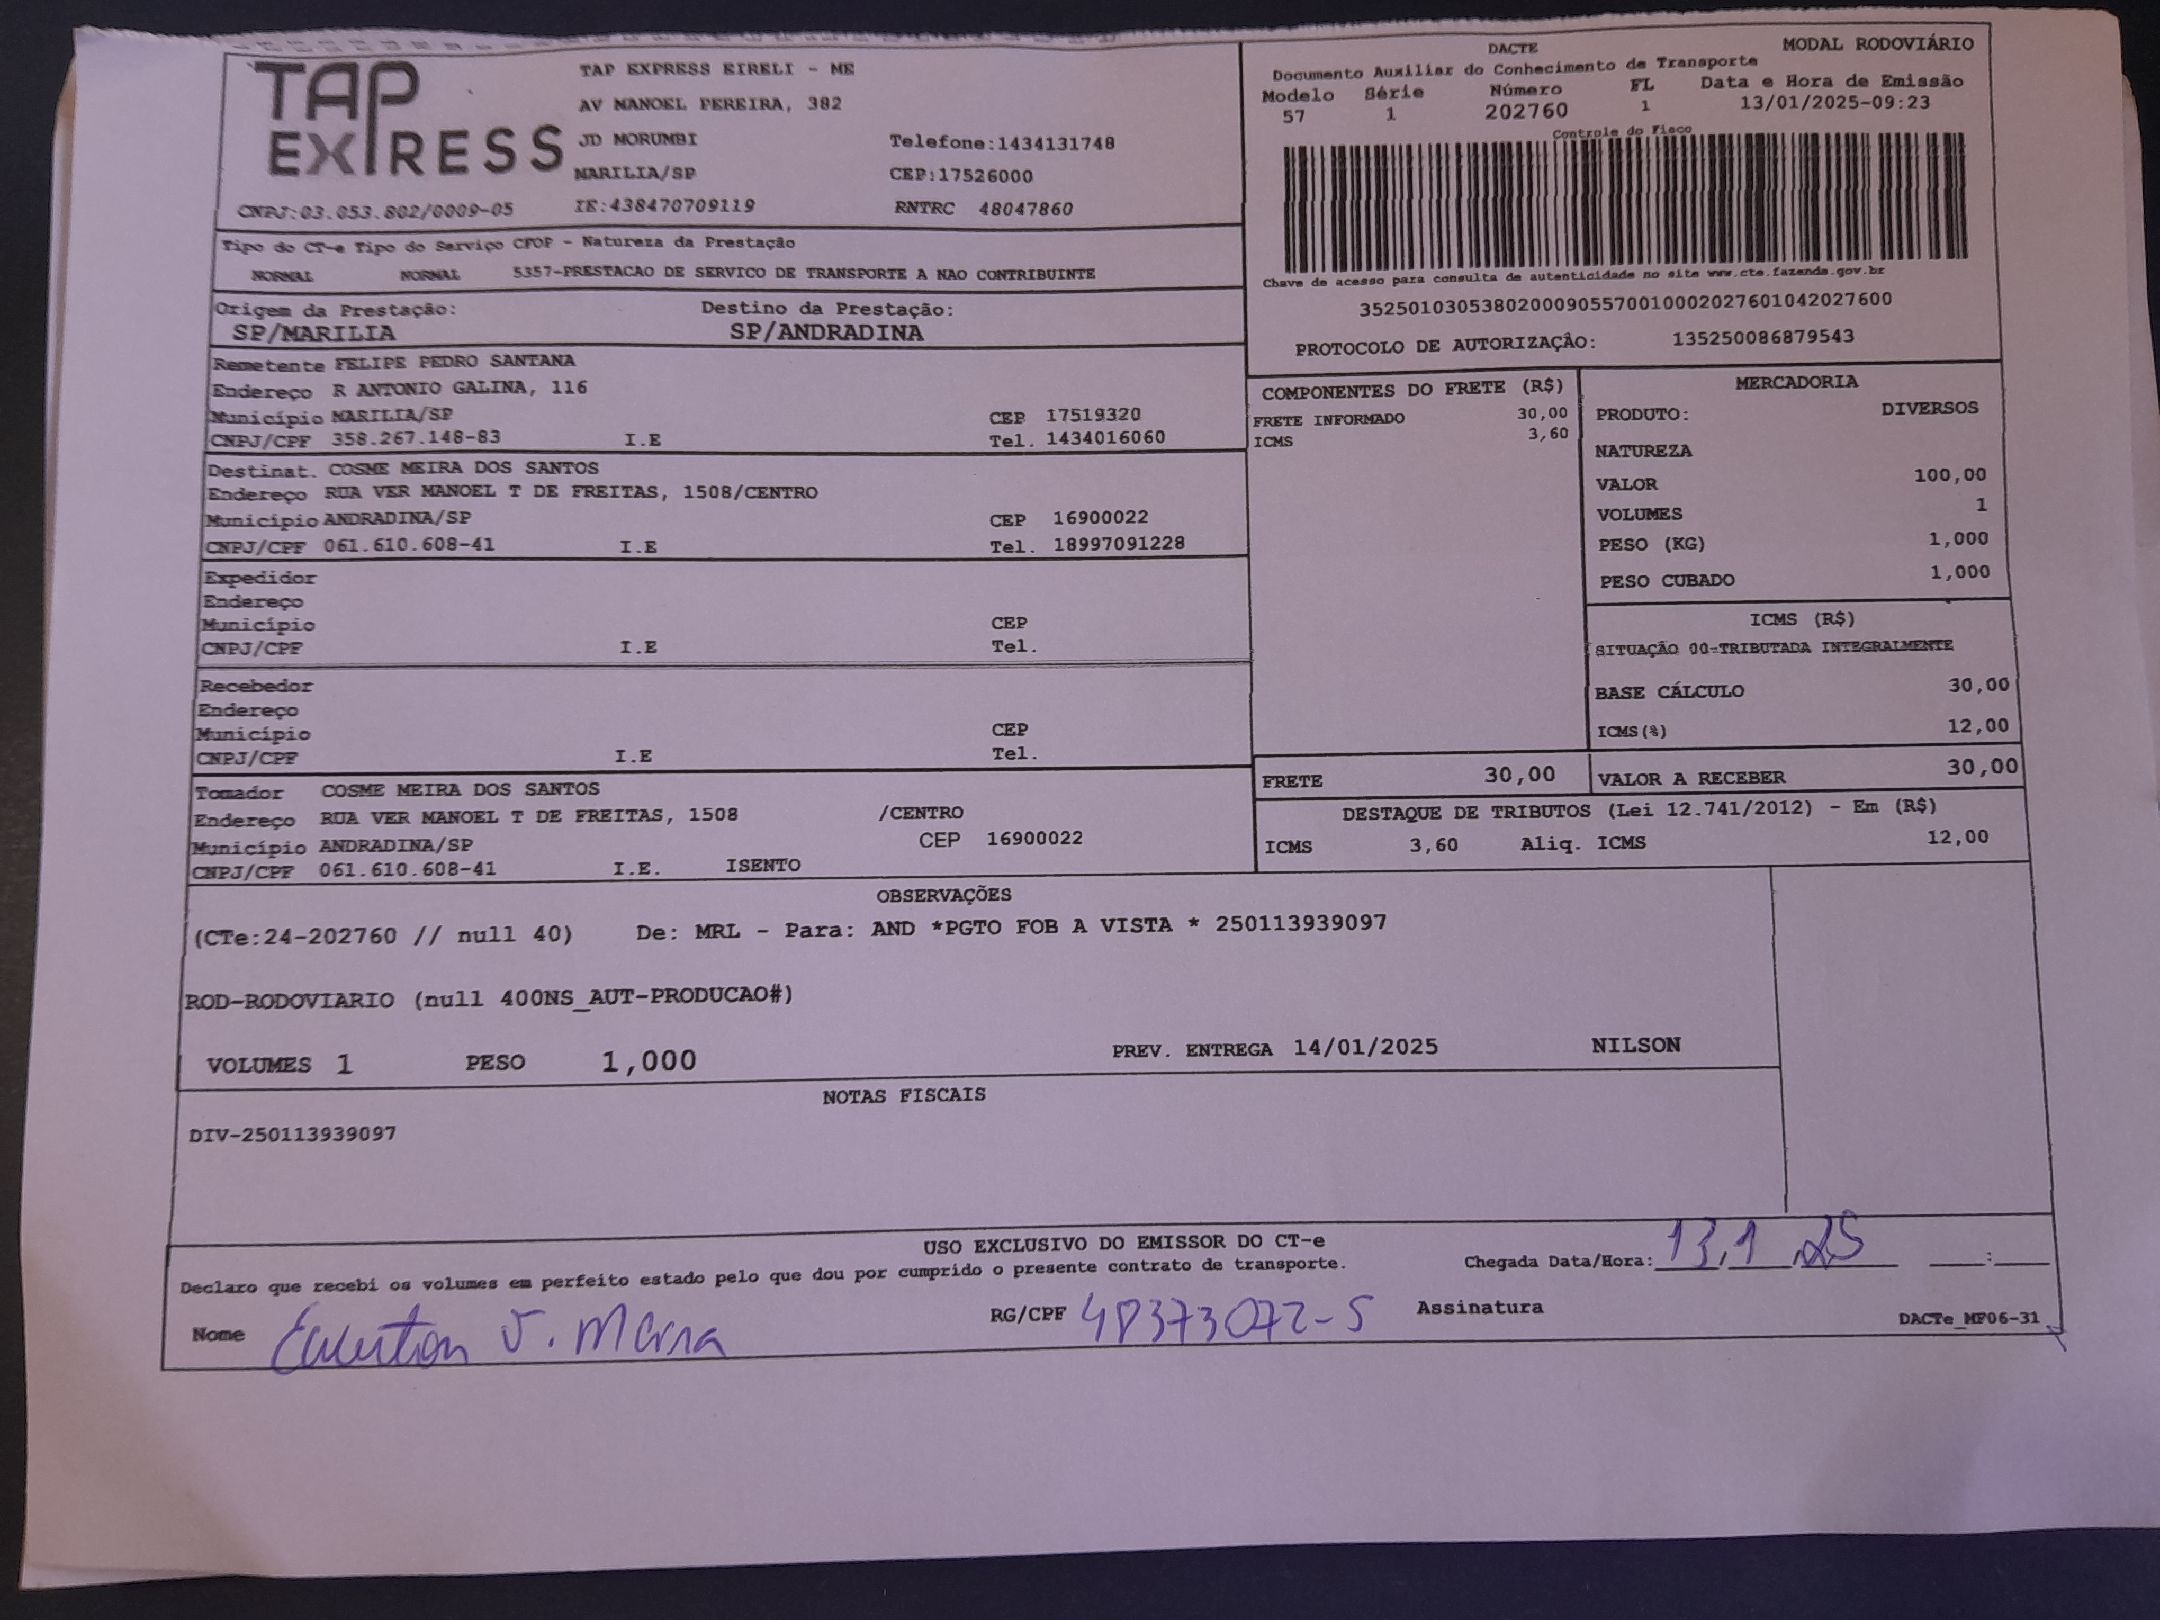 TAP EXPRESS
TAP EXPRESS EIRELI - ME
AV MANOEL PEREIRA, 382
JD MORUMBI Telefone:1434131748
MARILIA/SP CEP:17526000
CNPJ:03.053.802/0009-05 IE:438470709119 RNTRC 48047860
DACTE MODAL RODOVIÁRIO
Documento Auxiliar do Conhecimento de Transporte
Modelo Série Número FL Data e Hora de Emissão
57 1 202760 1 13/01/2025-09:23
Controle do Fisco
Chave de acesso para consulta de autenticidade no site www.cte.fazenda.gov.br
35250103053802000905570010002027601042027600
PROTOCOLO DE AUTORIZAÇÂO: 135250086879543
Tipo do CT-e Tipo do Serviço CFOP - Natureza da Prestação
NORMAL NORMAL 5357-PRESTACAO DE SERVICO DE TRANSPORTE A NAO CONTRIBUINTE
Origem da Prestação: Destino da Prestação:
SP/MARILIA SP/ANDRADINA
Remetente FELIPE PEDRO SANTANA
Endereço R ANTONIO GALINA, 116
Município MARILIA/SP CEP 17519320
CNPJ/CPF 358.267.148-83 I.E Tel. 1434016060
Destinat. COSME MEIRA DOS SANTOS
Endereço RUA VER MANOEL T DE FREITAS, 1508/CENTRO
Município ANDRADINA/SP CEP 16900022
CNPJ/CPF 061.610.608-41 I.E Tel. 18997091228
Expedidor
Endereço
Município CEP
CNPJ/CPF I.E Tel.
Recebedor
Endereço
Município CEP
CNPJ/CPF I.E Tel.
Tomador COSME MEIRA DOS SANTOS
Endereço RUA VER MANOEL T DE FREITAS, 1508 /CENTRO
Município ANDRADINA/SP CEP 16900022
CNPJ/CPF 061.610.608-41 I.E. ISENTO
COMPONENTES DO FRETE (R$)
FRETE INFORMADO 30,00
ICMS 3,60
MERCADORIA
PRODUTO: DIVERSOS
NATUREZA
VALOR 100,00
VOLUMES 1
PESO (KG) 1,000
PESO CUBADO 1,000
ICMS (R$)
SITUAÇÃO 00-TRIBUTADA INTEGRALMENTE
BASE CÁLCULO 30,00
ICMS(%) 12,00
FRETE 30,00 VALOR A RECEBER 30,00
DESTAQUE DE TRIBUTOS (Lei 12.741/2012) - Em (R$)
ICMS 3,60 Aliq. ICMS 12,00
OBSERVAÇÕES
(CTe:24-202760 // null 40) De: MRL - Para: AND *PGTO FOB A VISTA * 250113939097
ROD-RODOVIARIO (null 400NS_AUT-PRODUCAO#)
VOLUMES 1 PESO 1,000 PREV. ENTREGA 14/01/2025 NILSON
NOTAS FISCAIS
DIV-250113939097
USO EXCLUSIVO DO EMISSOR DO CT-e
Declaro que recebi os volumes em perfeito estado pelo que dou por cumprido o presente contrato de transporte. Chegada Data/Hora: 13,1,25 :
Nome J. RG/CPF 48373072-5 Assinatura DACTe_MF06-31